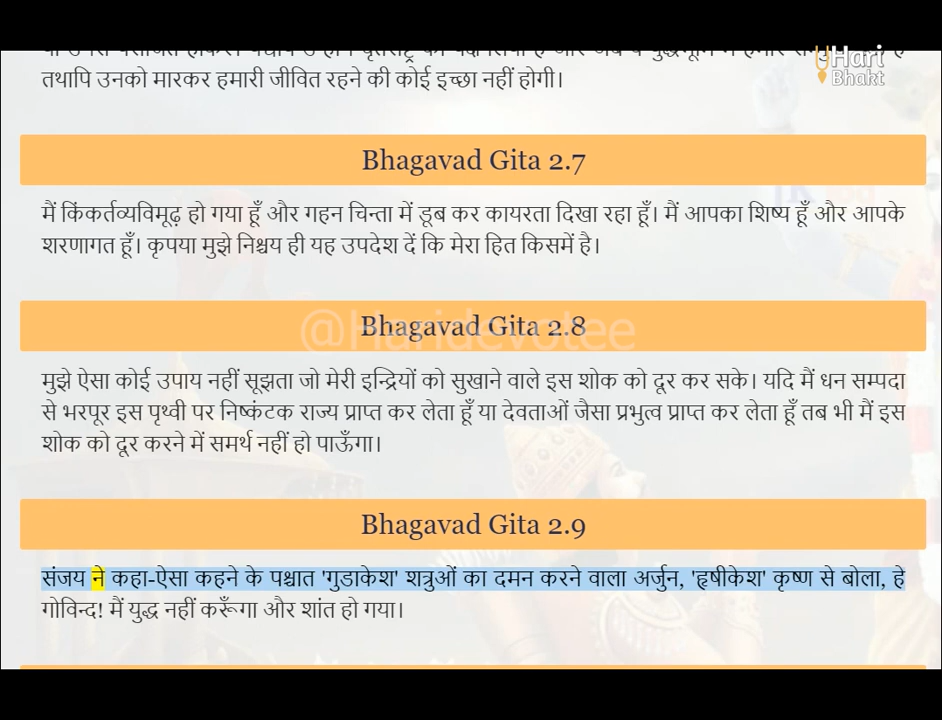 Hari
Bhakt
तथापि उनको मारकर हमारी जीवित रहने की कोई इच्छा नहीं होगी।
Bhagavad Gita 2.7
मैं किंकर्तव्यविमूढ़ हो गया हूँ और गहन चिन्ता में डूब कर कायरता दिखा रहा हूँ। मैं आपका शिष्य हूँ और आपके
शरणागत हूँ। कृपया मुझे निश्चय ही यह उपदेश दें कि मेरा हित किसमें है।
Bhagavad Gita 2.8
@Haridevotee
मुझे ऐसा कोई उपाय नहीं सूझता जो मेरी इन्द्रियों को सुखाने वाले इस शोक को दूर कर सके। यदि मैं धन सम्पदा
से भरपूर इस पृथ्वी पर निष्कंटक राज्य प्राप्त कर लेता हूँ या देवताओं जैसा प्रभुत्व प्राप्त कर लेता हूँ तब भी मैं इस
शोक को दूर करने में समर्थ नहीं हो पाऊँगा।
Bhagavad Gita 2.9
संजय ने कहा-ऐसा कहने के पश्चात 'गुडाकेश' शत्रुओं का दमन करने वाला अर्जुन, 'हृषीकेश' कृष्ण से बोला, हे
गोविन्द! मैं युद्ध नहीं करूँगा और शांत हो गया।